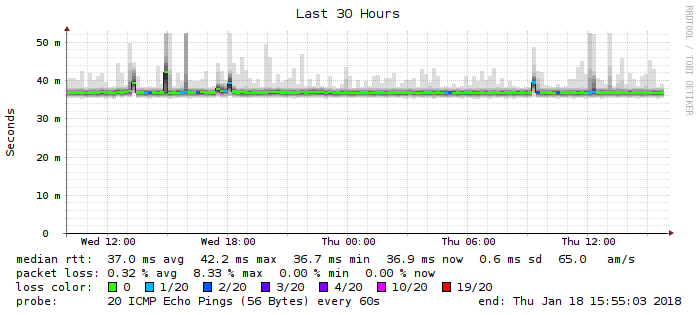 Last 30 Hours
RRDTOOL / TOBI OETIKER
Seconds
50 m
40 m
30 m
20 m
10 m
0
Wed 12:00 Wed 18:00 Thu 00:00 Thu 06:00 Thu 12:00
median rtt: 37.0 ms avg 42.2 ms max 36.7 ms min 36.9 ms now 0.6 ms sd 65.0 am/s
packet loss: 0.32 % avg 8.33 % max 0.00 % min 0.00 % now
loss color: 0 1/20 2/20 3/20 4/20 10/20 19/20
probe: 20 ICMP Echo Pings (56 Bytes) every 60s end: Thu Jan 18 15:55:03 2018